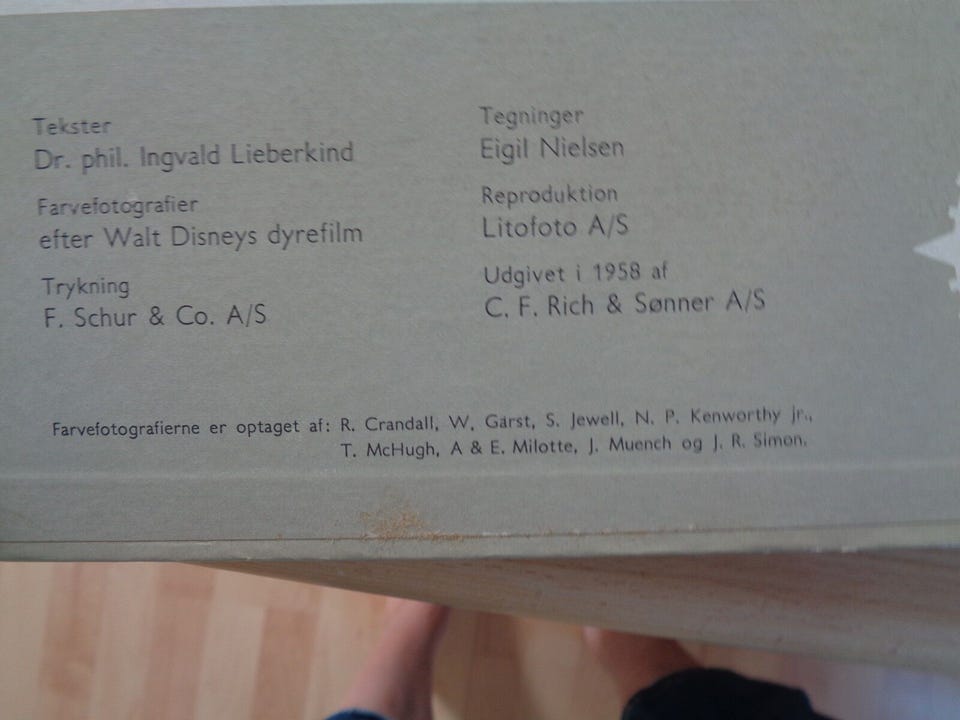 Tekster
Dr. phil. Ingvald Lieberkind
Farvefotografier
efter Walt Disneys dyrefilm
Trykning
F. Schur & Co. A/S
Tegninger
Eigil Nielsen
Reproduktion
Litofoto A/S
Udgivet i 1958 af
C. F. Rich & Sønner A/S
Farvefotografierne er optaget af: R. Crandall, W. Garst, S. Jewell, N. P. Kenworthy jr.,
T. McHugh, A & E. Milotte, J. Muench og J. R. Simon.